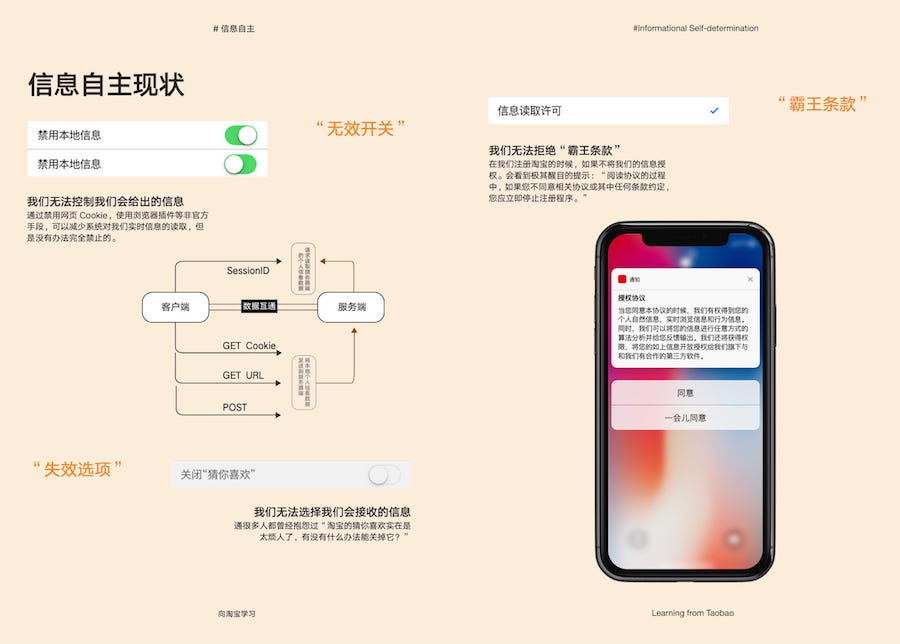 # 信息自主
#Informational Self-determination
信息自主现状
“无效开关”
禁用本地信息
禁用本地信息
我们无法控制我们会给出的信息
通过禁用网页 Cookie，使用浏览器插件等非官方
手段，可以减少系统对我们实时信息的读取，但
是没有办法完全禁止的。
SessionID
请求读取服务器端
的个人信息数据
客户端
数据互通
服务端
GET Cookie
GET URL
POST
将本地个人信息数据
发送到服务器端
“失效选项”
关闭“猜你喜欢”
我们无法选择我们会接收的信息
通很多人都曾经抱怨过“淘宝的猜你喜欢实在是
太烦人了，有没有什么办法能关掉它？”
向淘宝学习
信息读取许可
“霸王条款”
我们无法拒绝“霸王条款”
在我们注册淘宝的时候，如果不将我们的信息授
权。会看到极其醒目的提示：“阅读协议的过程
中，如果您不同意相关协议或其中任何条款约定，
您应立即停止注册程序。”
通知
授权协议
当您同意本协议的时候，我们有权得到您的
个人自然信息，实时浏览信息和行为信息。
同时，我们可以将您的信息进行任意方式的
算法分析并给您反馈输出。我们还将获得权
限，将您的如上信息开放授权给我们旗下与
和我们有合作的第三方软件。
同意
一会儿同意
Learning from Taobao